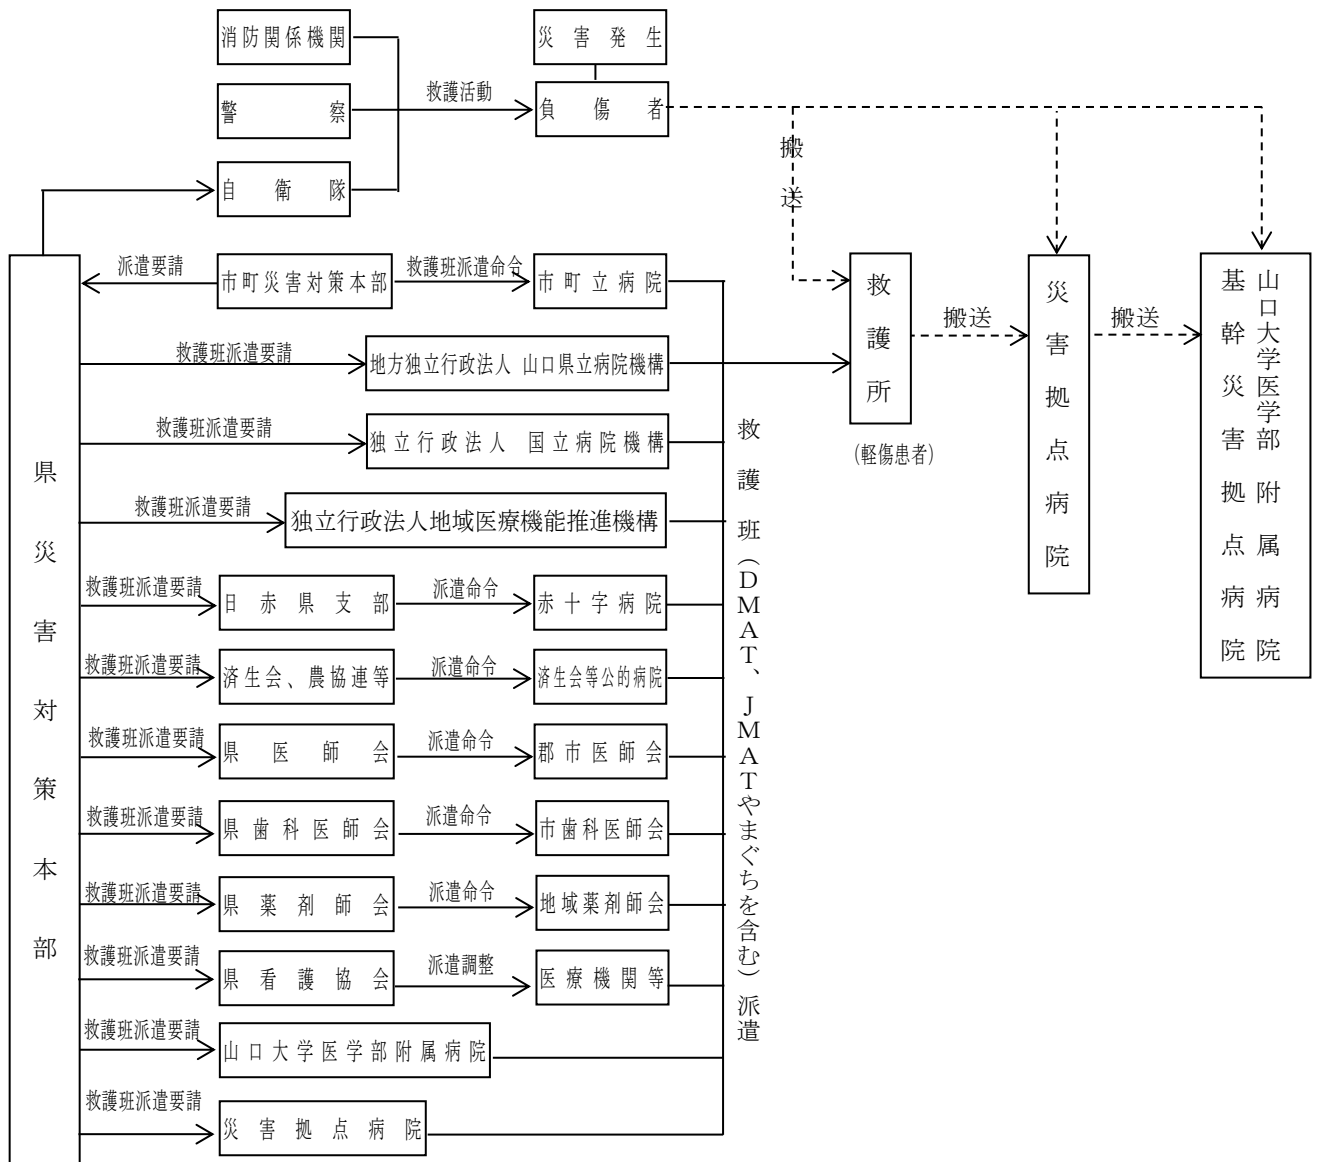 消防関係機関
災害発生
警察
救護活動
負傷者
搬送
自衛隊
県災害対策本部
派遣要請
市町災害対策本部
救護班派遣命令
市町立病院
救護班派遣要請
地方独立行政法人 山口県立病院機構
救護班派遣要請
独立行政法人 国立病院機構
救護班派遣要請
独立行政法人地域医療機能推進機構
救護班派遣要請
日赤県支部
派遣命令
赤十字病院
救護班派遣要請
済生会、農協連等
派遣命令
済生会等公的病院
救護班派遣要請
県医師会
派遣命令
郡市医師会
救護班派遣要請
県歯科医師会
派遣命令
市歯科医師会
救護班派遣要請
県薬剤師会
派遣命令
地域薬剤師会
救護班派遣要請
県看護協会
派遣調整
医療機関等
救護班派遣要請
山口大学医学部附属病院
救護班派遣要請
災害拠点病院
救護班(DMAT、JMATやまぐちを含む)派遣
救護所
(軽傷患者)
搬送
災害拠点病院
搬送
山口大学医学部附属病院
基幹災害拠点病院